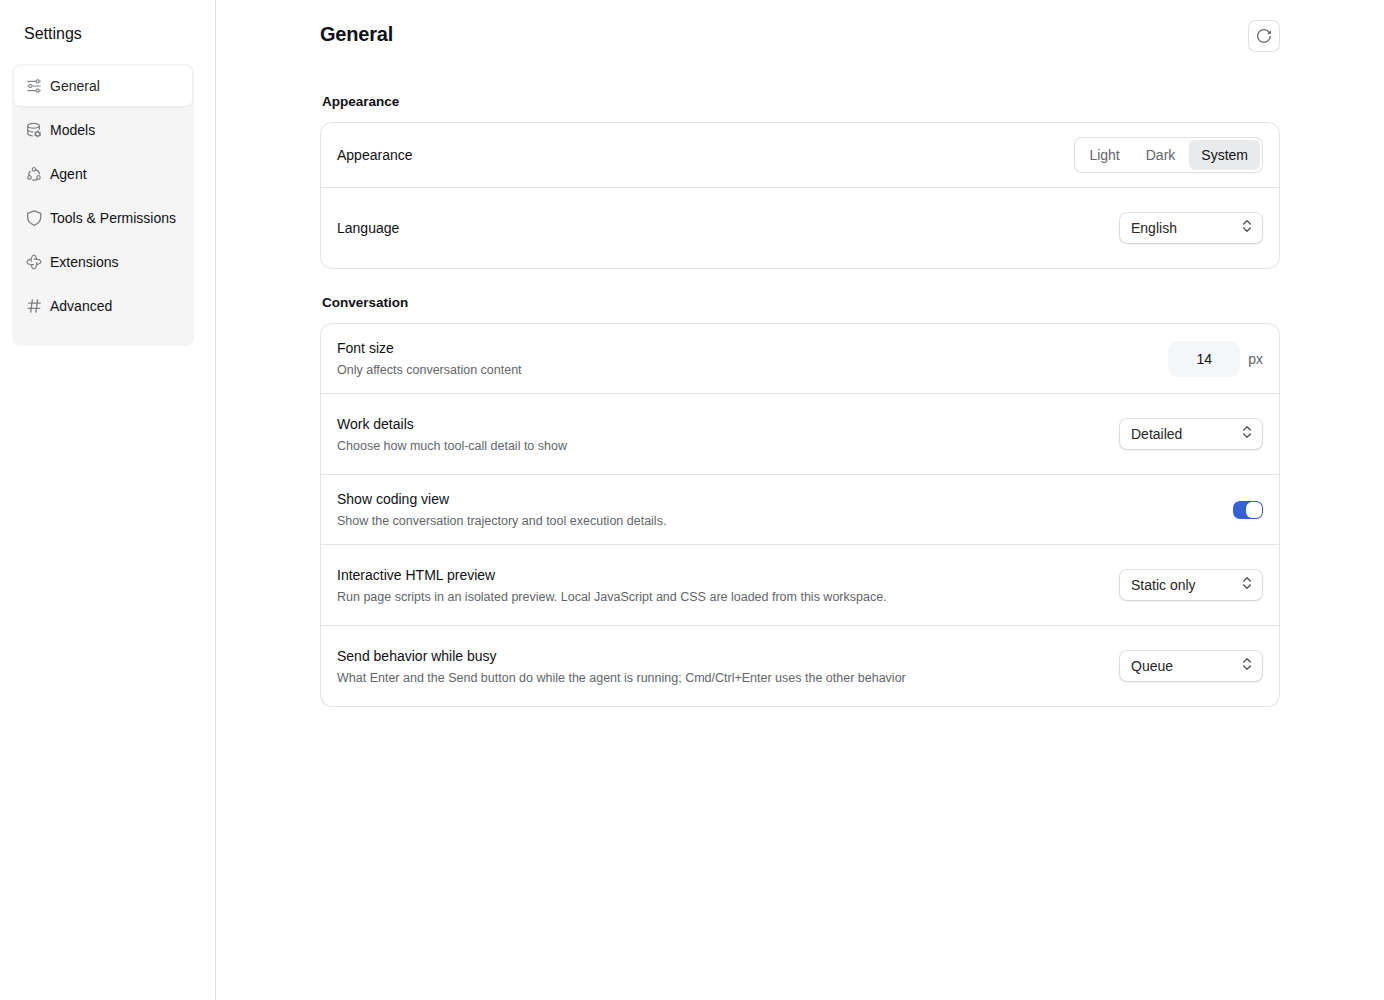 Settings
General
Models
Agent
Tools & Permissions
Extensions
Advanced
General
Appearance
Appearance
Light Dark System
Language
English
Conversation
Font size
Only affects conversation content
14 px
Work details
Choose how much tool-call detail to show
Detailed
Show coding view
Show the conversation trajectory and tool execution details.
Interactive HTML preview
Run page scripts in an isolated preview. Local JavaScript and CSS are loaded from this workspace.
Static only
Send behavior while busy
What Enter and the Send button do while the agent is running; Cmd/Ctrl+Enter uses the other behavior
Queue